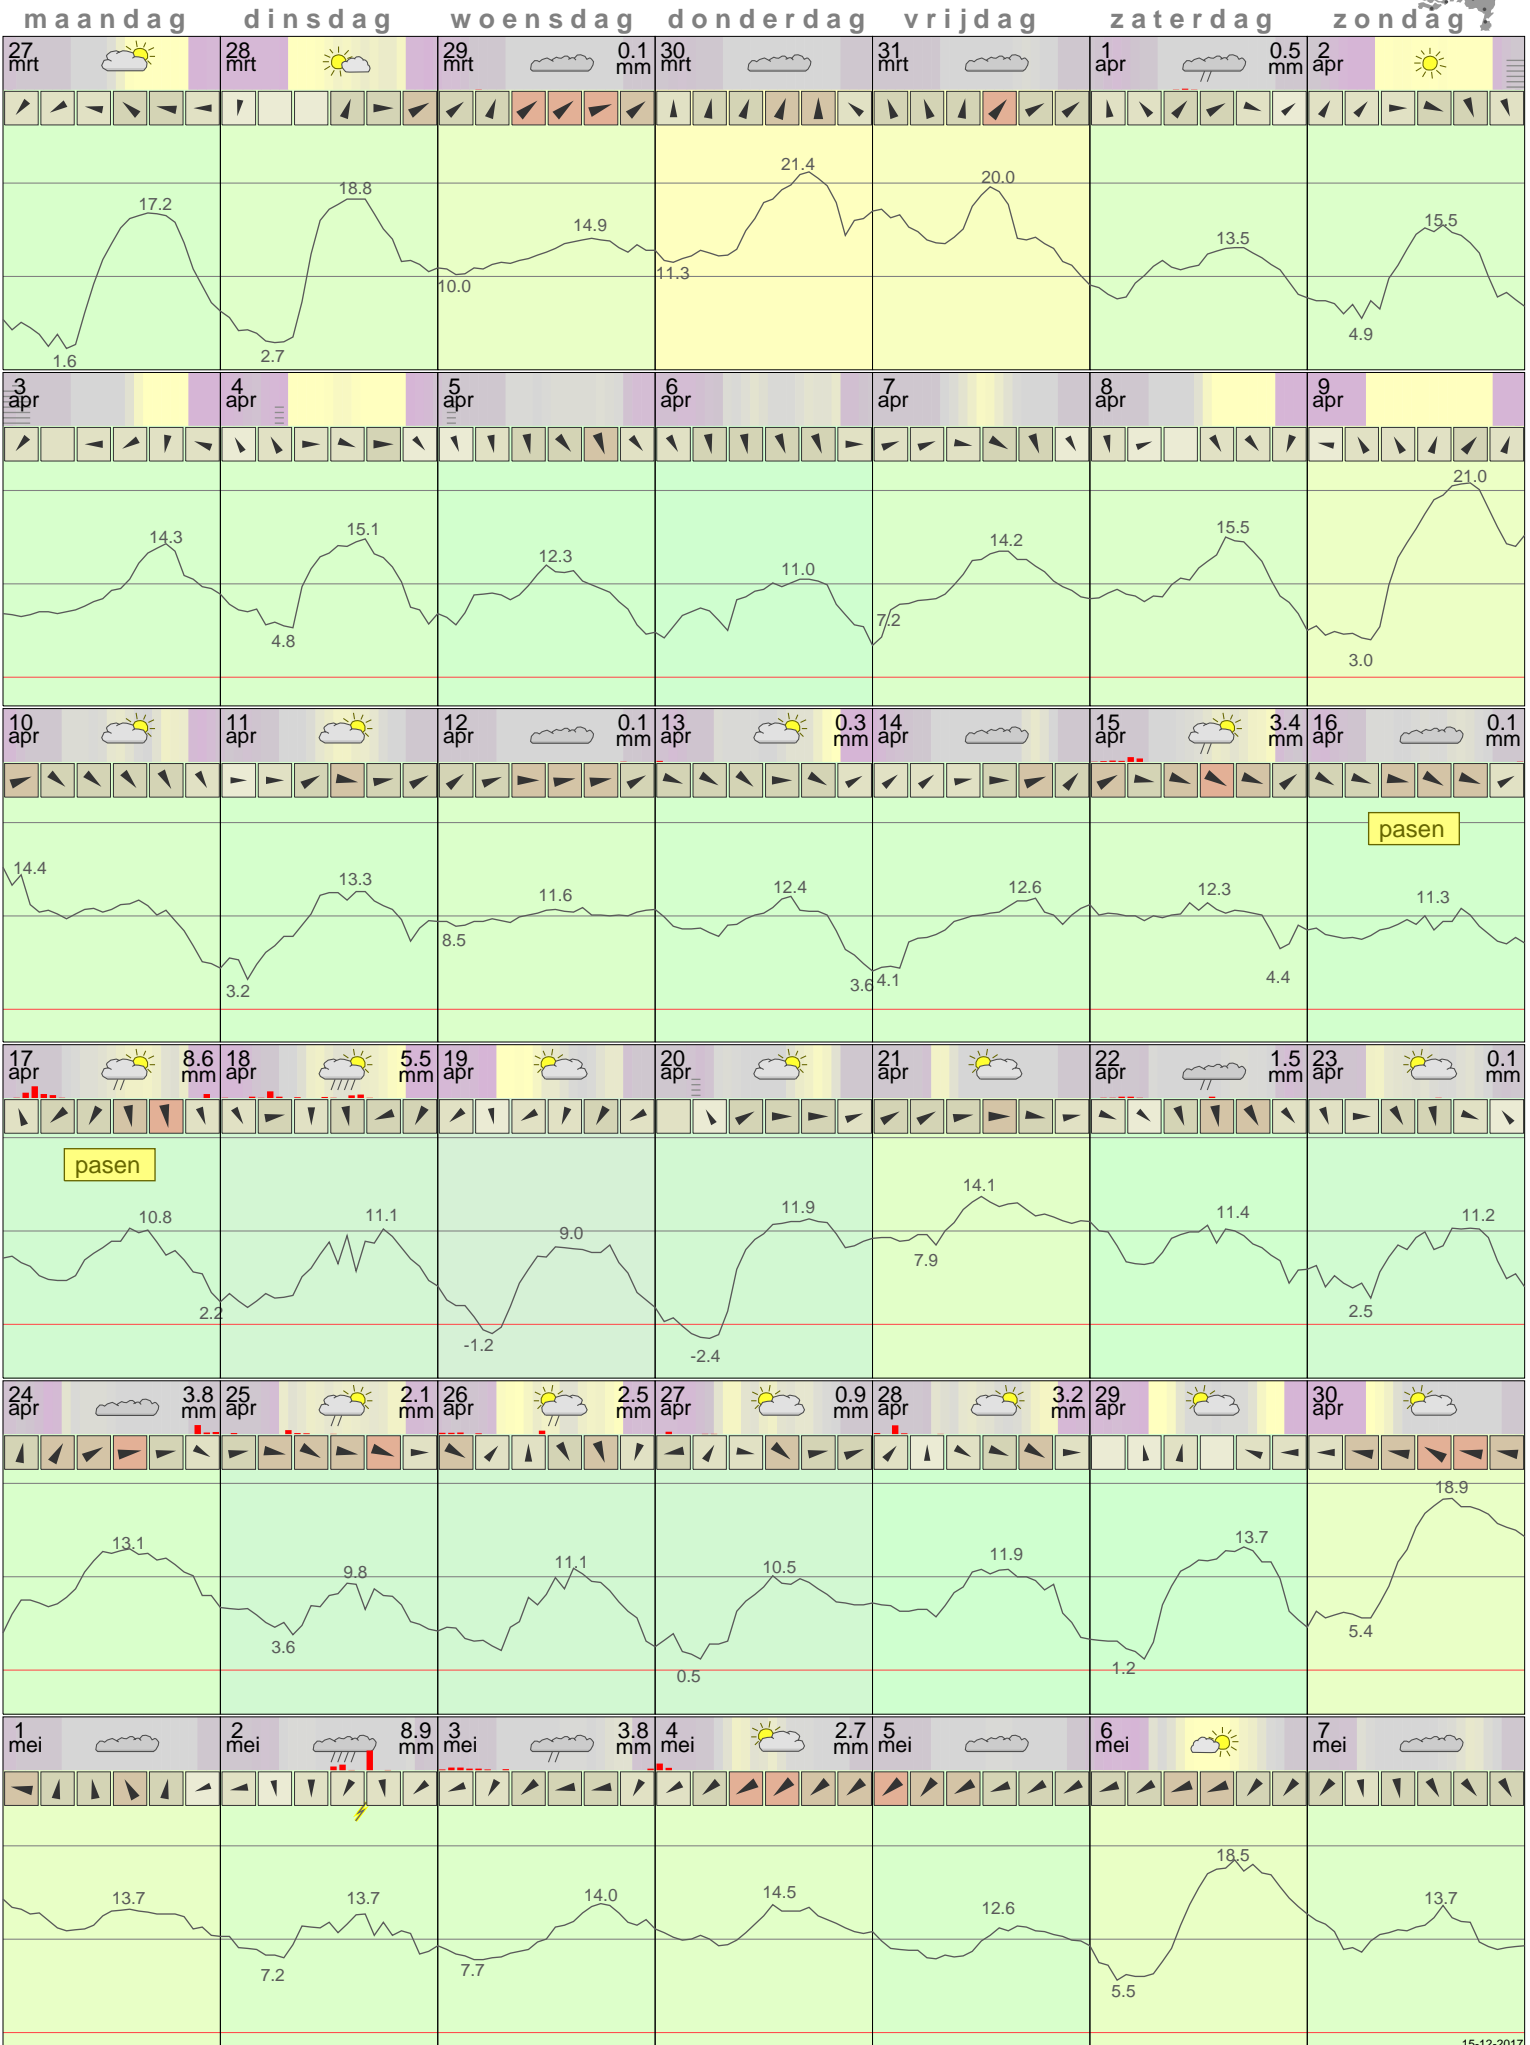 maandag dinsdag woensdag donderdag vrijdag zaterdag zondag
27 28 29 0.1 30 31 1 0.5 2
mrt mrt mrt mm mrt mrt apr mm apr
21.4
17.2 18.8 14.9 20.0 13.5 15.5
10.0 11.3
1.6 2.7 4.9
3 4 5 6 7 8 9
apr apr apr apr apr apr apr
21.0
14.3 15.1 12.3 11.0 14.2 15.5
4.8 7.2 3.0
10 11 12 0.1 13 0.3 14 15 3.4 16 0.1
apr apr apr mm apr mm apr apr mm apr mm
pasen
14.4 13.3 11.6 12.4 12.6 12.3 11.3
3.2 8.5 3.6 4.1 4.4
17 8.6 18 5.5 19 20 21 22 1.5 23 0.1
apr mm apr mm apr apr apr apr mm apr mm
pasen
10.8 11.1 9.0 11.9 14.1 11.4 11.2
2.2 -1.2 -2.4 7.9 2.5
24 3.8 25 2.1 26 2.5 27 0.9 28 3.2 29 30
apr mm apr mm apr mm apr mm apr mm apr apr
18.9
13.1 9.8 11.1 10.5 11.9 13.7
3.6 0.5 1.2 5.4
1 2 8.9 3 3.8 4 2.7 5 6 7
mei mei mm mei mm mei mm mei mei mei
13.7 13.7 14.0 14.5 12.6 18.5 13.7
7.2 7.7 5.5
15-12-2017